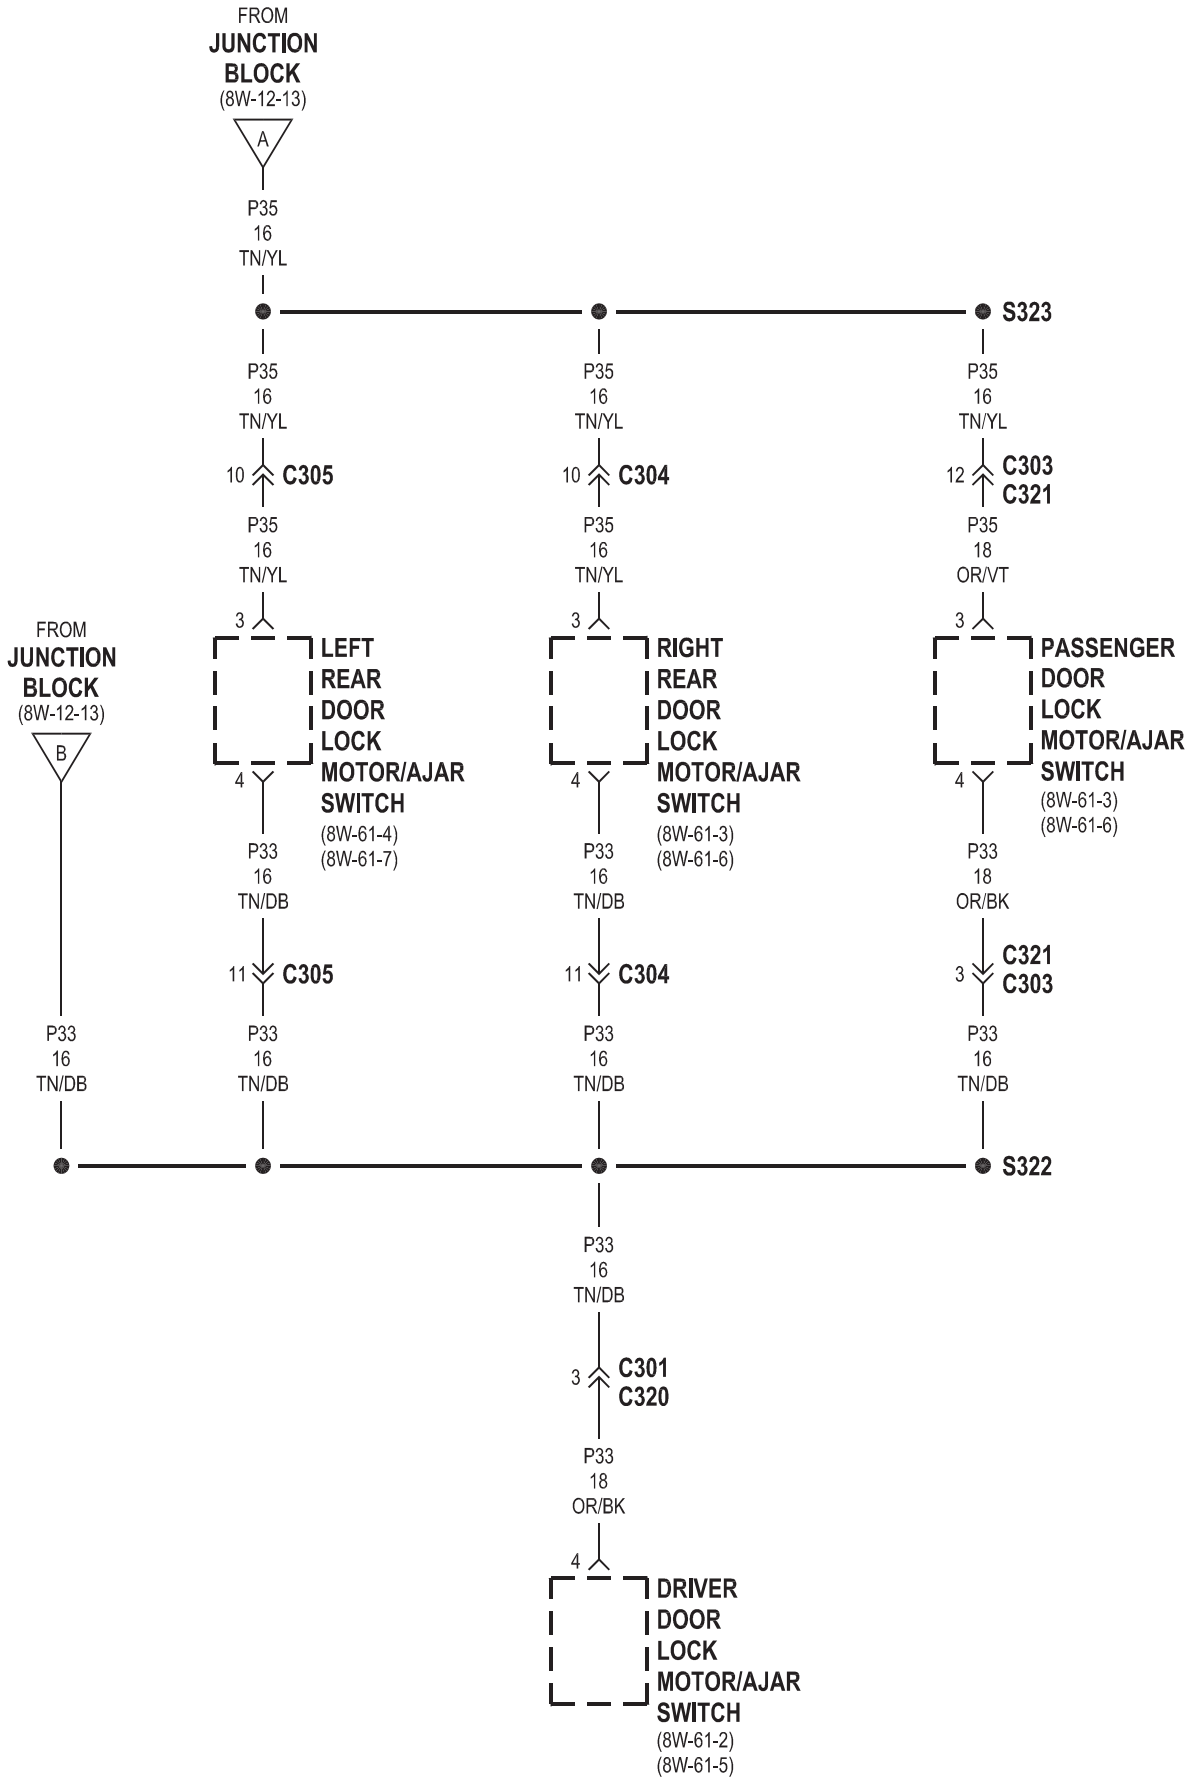 FROM
JUNCTION
BLOCK
(8W-12-13)
A
P35
16
TN/YL
S323
P35
16
TN/YL
P35
16
TN/YL
P35
16
TN/YL
10 C305
10 C304
12 C303
C321
P35
16
TN/YL
P35
16
TN/YL
P35
18
OR/VT
3
3
3
FROM
JUNCTION
BLOCK
(8W-12-13)
B
LEFT
REAR
DOOR
LOCK
MOTOR/AJAR
SWITCH
(8W-61-4)
(8W-61-7)
RIGHT
REAR
DOOR
LOCK
MOTOR/AJAR
SWITCH
(8W-61-3)
(8W-61-6)
PASSENGER
DOOR
LOCK
MOTOR/AJAR
SWITCH
(8W-61-3)
(8W-61-6)
4
4
4
P33
16
TN/DB
P33
16
TN/DB
P33
18
OR/BK
11 C305
11 C304
3 C321
C303
P33
16
TN/DB
P33
16
TN/DB
P33
16
TN/DB
P33
16
TN/DB
S322
P33
16
TN/DB
3 C301
C320
P33
18
OR/BK
4
DRIVER
DOOR
LOCK
MOTOR/AJAR
SWITCH
(8W-61-2)
(8W-61-5)